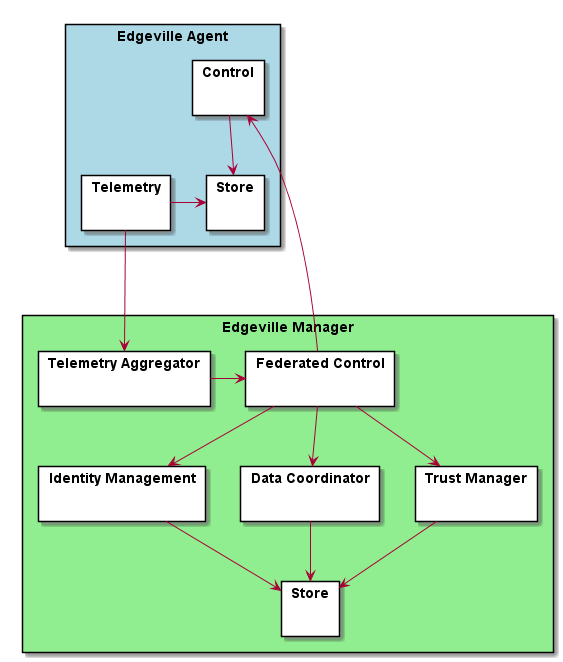 Edgeville Agent
Control
Telemetry
Store
Edgeville Manager
Telemetry Aggregator
Federated Control
Identity Management
Data Coordinator
Trust Manager
Store